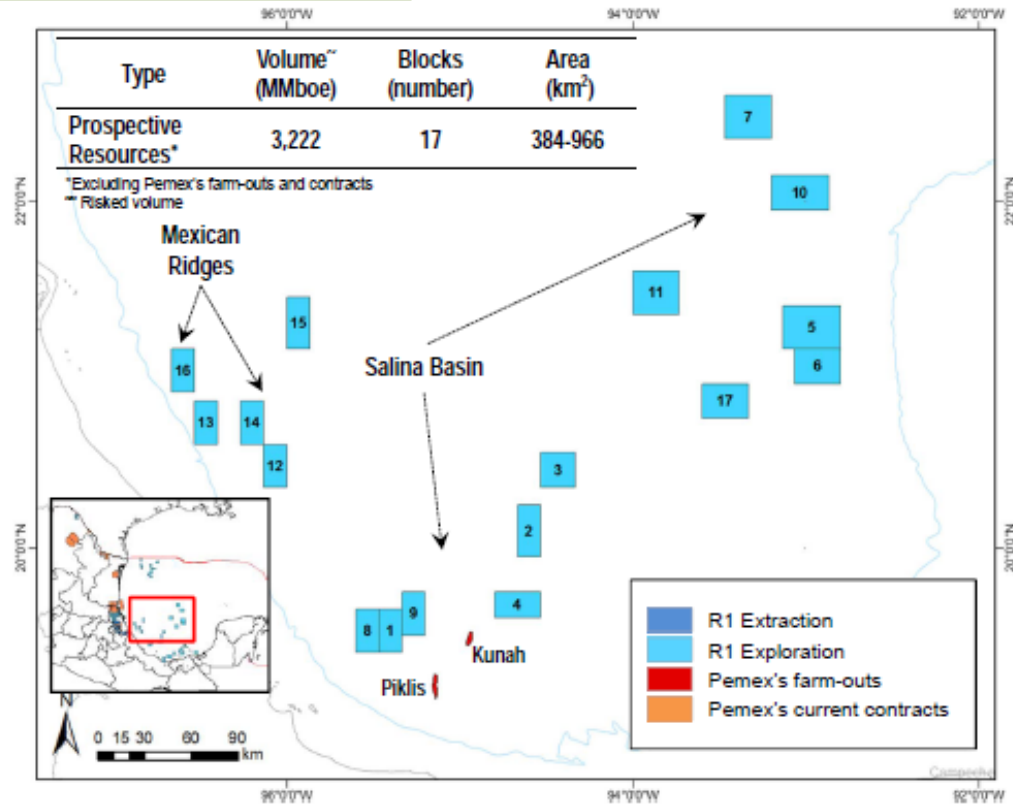 96°0'0"W 94°0'0"W 92°0'0"W
Type Volume~~ (MMboe) Blocks (number) Area (km²)
Prospective Resources* 3,222 17 384-966
*Excluding Pemex's farm-outs and contracts
~~ Risked volume
22°0'0"N 22°0'0"N
Mexican
Ridges
Salina Basin
7
10
11
15
5
16
6
17
13
14
12
3
2
20°0'0"N 20°0'0"N
4
9
8
1
Kunah
Piklis
N
0 15 30 60 90
km
R1 Extraction
R1 Exploration
Pemex's farm-outs
Pemex's current contracts
Campeche
96°0'0"W 94°0'0"W 92°0'0"W